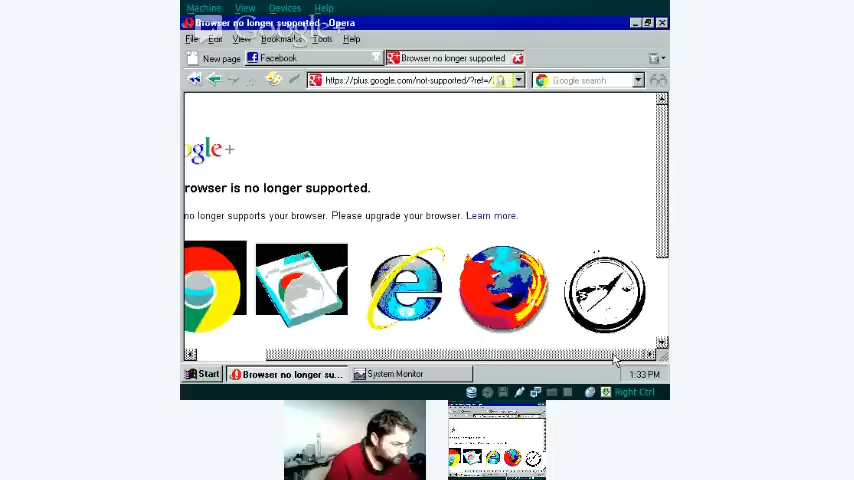 Machine View Devices Help
Browser no longer supported - Opera
Google+
File Edit View Bookmarks Tools Help
New page
Facebook
Browser no longer supported
https://plus.google.com/not-supported/?ref=/
Google search
ogle+
rowser is no longer supported.
no longer supports your browser. Please upgrade your browser. Learn more.
Start
Browser no longer su...
System Monitor
1:33 PM
Right Ctrl